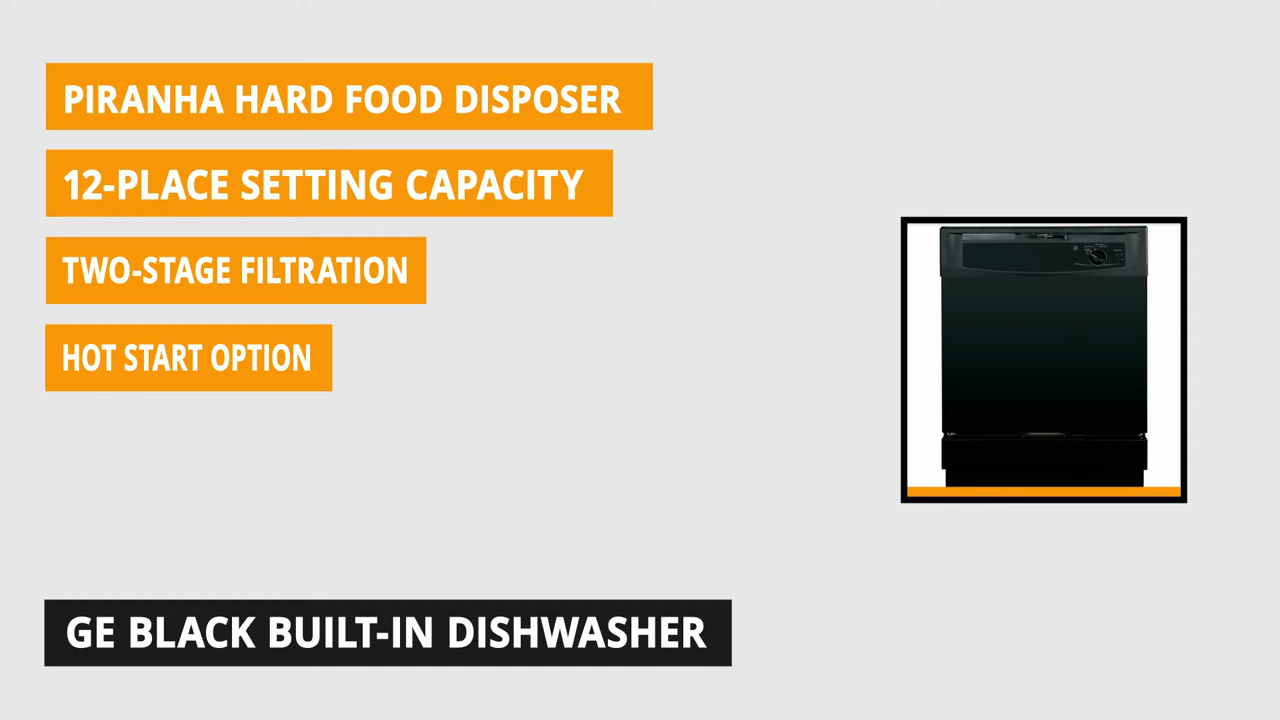 PIRANHA HARD FOOD DISPOSER
12-PLACE SETTING CAPACITY
TWO-STAGE FILTRATION
HOT START OPTION
GE BLACK BUILT-IN DISHWASHER